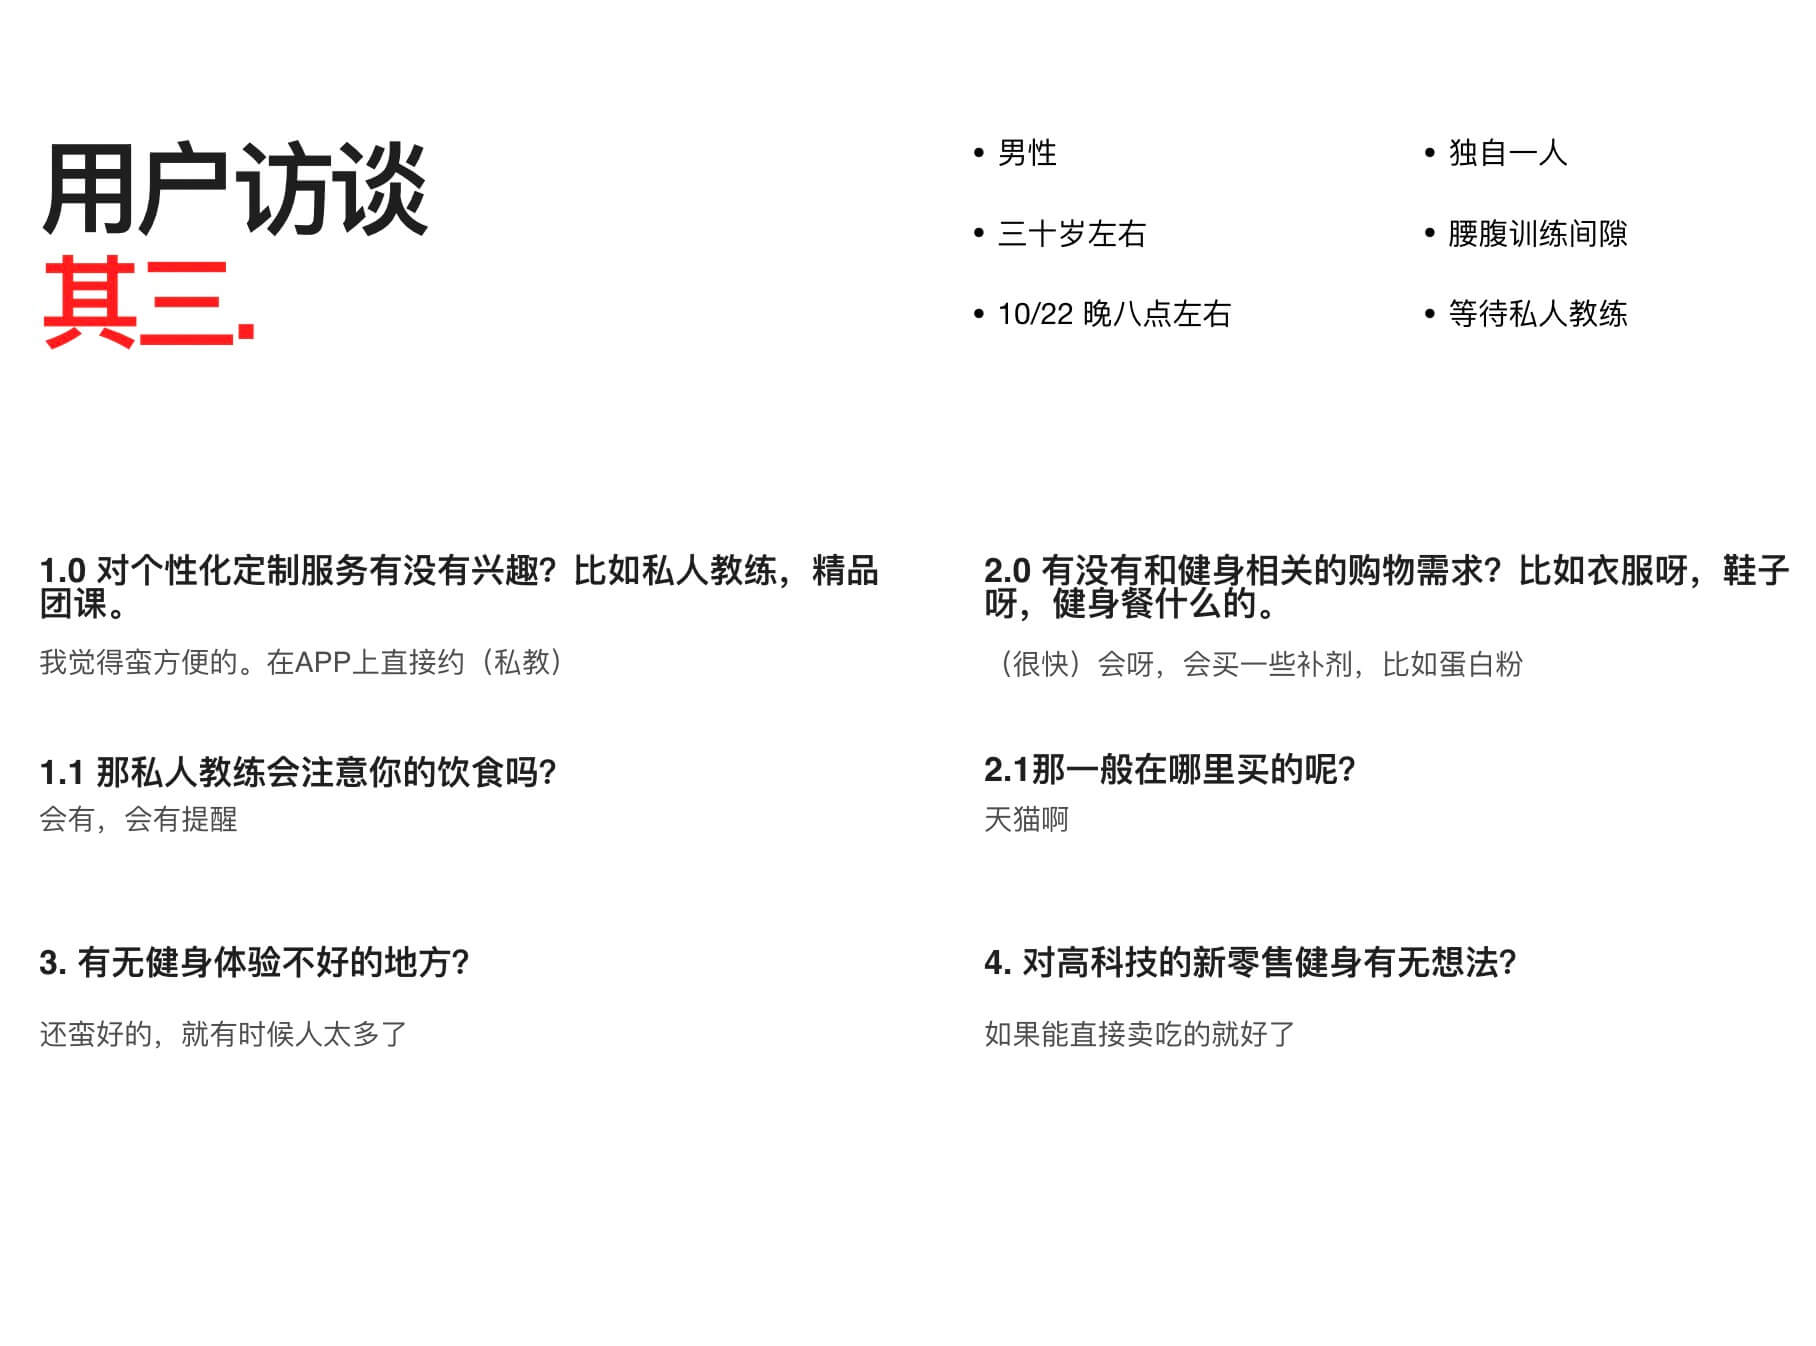 用户访谈
其三.
• 男性
• 三十岁左右
• 10/22 晚八点左右
• 独自一人
• 腰腹训练间隙
• 等待私人教练
1.0 对个性化定制服务有没有兴趣？比如私人教练，精品
团课。
我觉得蛮方便的。在APP上直接约（私教）
1.1 那私人教练会注意你的饮食吗？
会有，会有提醒
2.0 有没有和健身相关的购物需求？比如衣服呀，鞋子
呀，健身餐什么的。
（很快）会呀，会买一些补剂，比如蛋白粉
2.1那一般在哪里买的呢？
天猫啊
3. 有无健身体验不好的地方？
还蛮好的，就有时候人太多了
4. 对高科技的新零售健身有无想法？
如果能直接卖吃的就好了